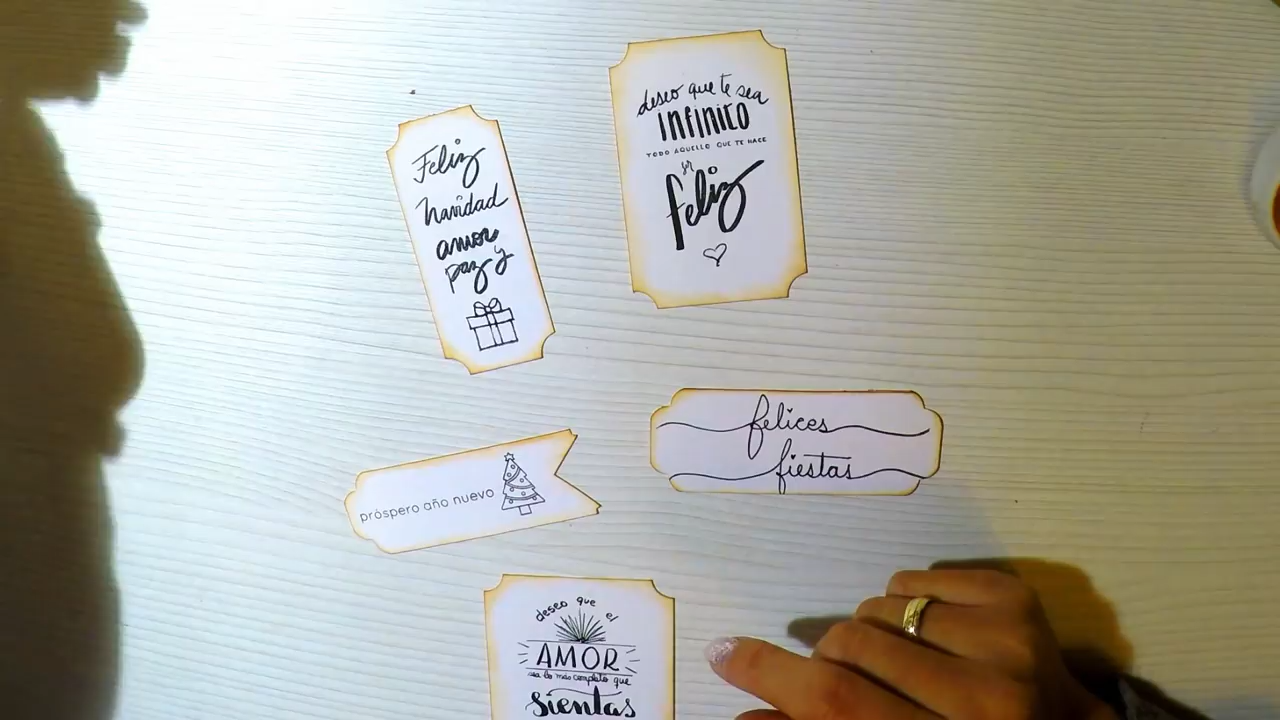 Feliz
Navidad
amor
paz y
deseo que te sea
INFINITO
TODO AQUELLO QUE TE HACE
ser
feliz
felices
fiestas
próspero año nuevo
deseo que el
AMOR
sea lo más complejo que
sientas